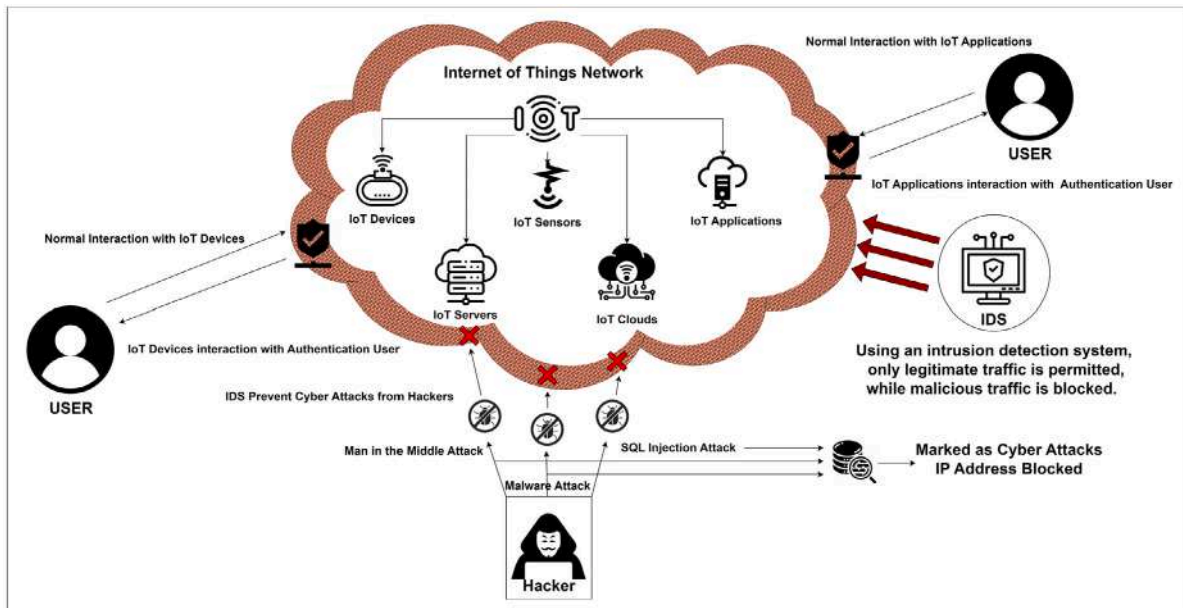 Normal Interaction with IoT Applications
Internet of Things Network
IOT
USER
IoT Devices
IoT Sensors
IoT Applications
IoT Applications interaction with Authentication User
Normal Interaction with IoT Devices
IoT Servers
IoT Clouds
IDS
USER
IoT Devices interaction with Authentication User
Using an intrusion detection system,
only legitimate traffic is permitted,
while malicious traffic is blocked.
IDS Prevent Cyber Attacks from Hackers
Man in the Middle Attack
SQL Injection Attack
Marked as Cyber Attacks
IP Address Blocked
Malware Attack
Hacker